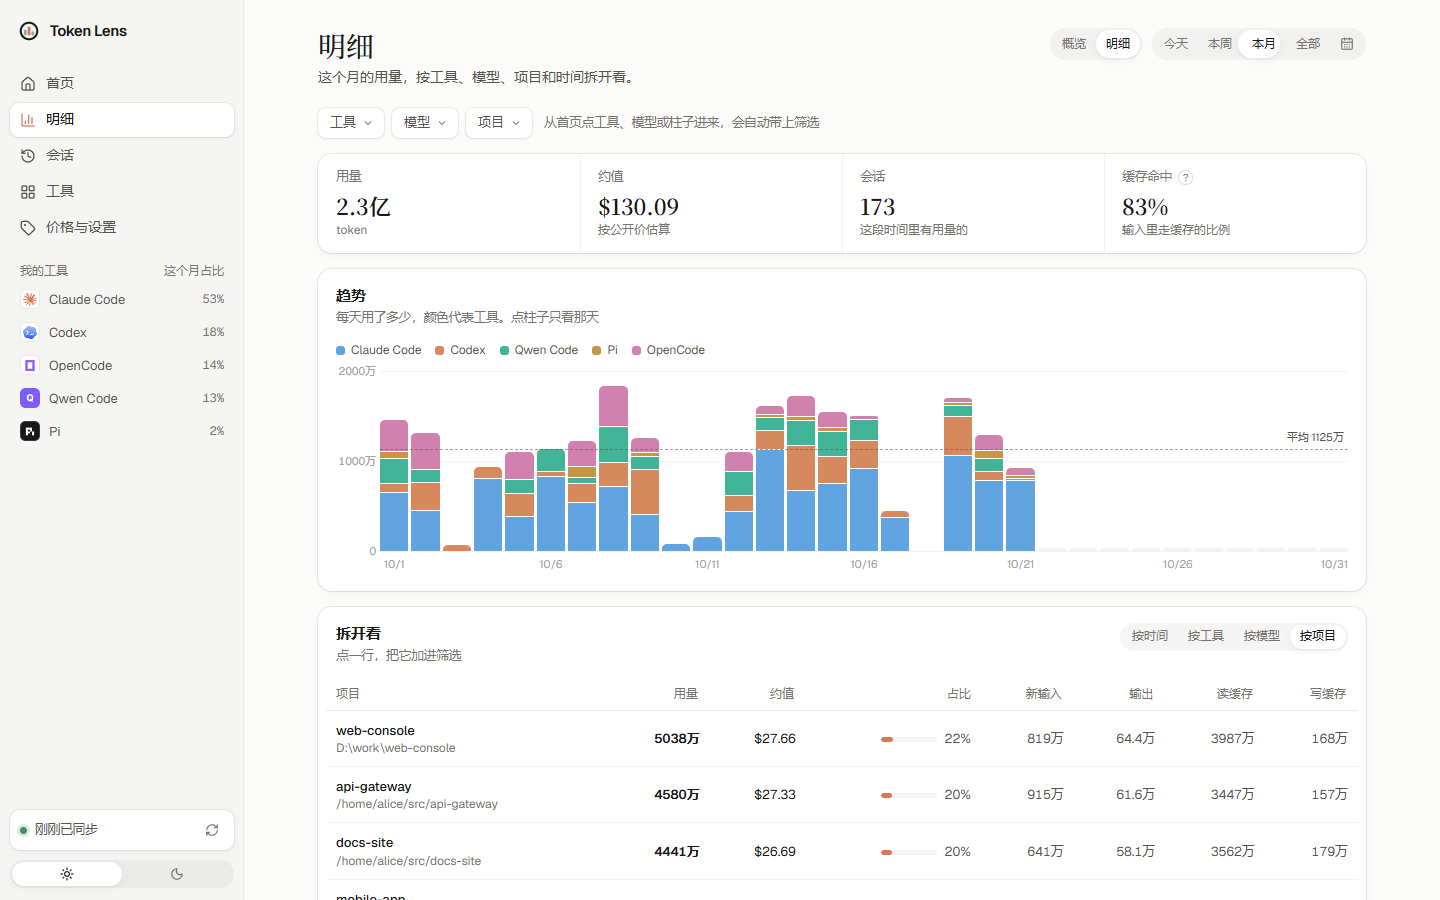 Token Lens
首页
明细
会话
工具
价格与设置
我的工具 这个月占比
Claude Code 53%
Codex 18%
OpenCode 14%
Qwen Code 13%
Pi 2%
刚刚已同步
明细
这个月的用量，按工具、模型、项目和时间拆开看。
概览 明细 今天 本周 本月 全部
工具 模型 项目 从首页点工具、模型或柱子进来，会自动带上筛选
用量 约值 会话 缓存命中 ?
2.3亿 $130.09 173 83%
token 按公开价估算 这段时间里有用量的 输入里走缓存的比例
趋势
每天用了多少，颜色代表工具。点柱子只看那天
Claude Code Codex Qwen Code Pi OpenCode
2000万
平均 1125万
1000万
0
10/1 10/6 10/11 10/16 10/21 10/26 10/31
拆开看
点一行，把它加进筛选
按时间 按工具 按模型 按项目
项目 用量 约值 占比 新输入 输出 读缓存 写缓存
web-console 5038万 $27.66 22% 819万 64.4万 3987万 168万
D:\work\web-console
api-gateway 4580万 $27.33 20% 915万 61.6万 3447万 157万
/home/alice/src/api-gateway
docs-site 4441万 $26.69 20% 641万 58.1万 3562万 179万
/home/alice/src/docs-site
mobile-app